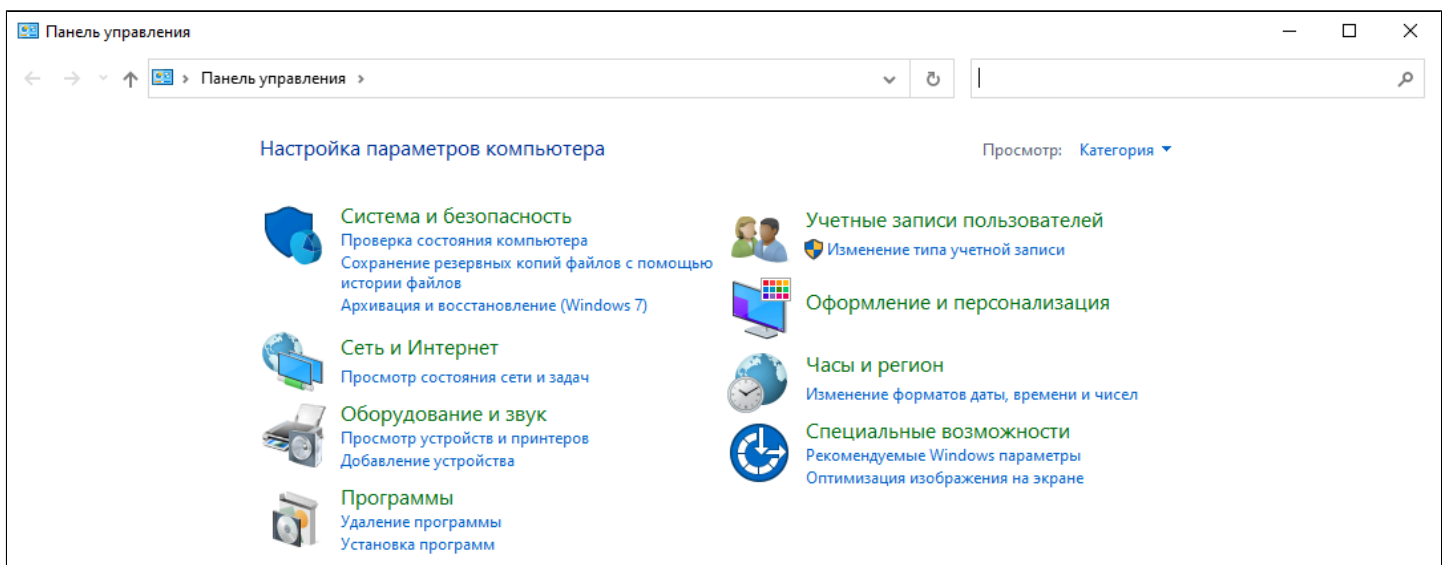 Панель управления
Панель управления
Настройка параметров компьютера
Просмотр: Категория
Система и безопасность
Проверка состояния компьютера
Сохранение резервных копий файлов с помощью
истории файлов
Архивация и восстановление (Windows 7)
Сеть и Интернет
Просмотр состояния сети и задач
Оборудование и звук
Просмотр устройств и принтеров
Добавление устройства
Программы
Удаление программы
Установка программ
Учетные записи пользователей
Изменение типа учетной записи
Оформление и персонализация
Часы и регион
Изменение форматов даты, времени и чисел
Специальные возможности
Рекомендуемые Windows параметры
Оптимизация изображения на экране